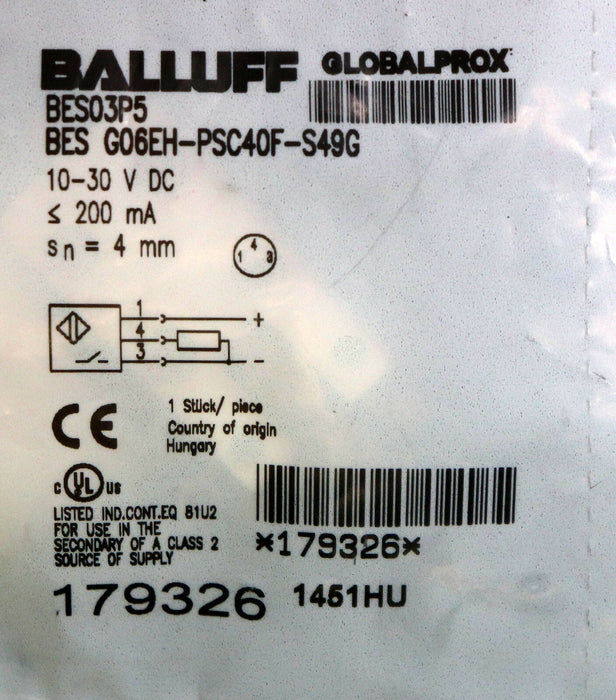 BALLUFF GLOBALPROX
BES03P5
BES G06EH-PSC40F-S49G
10-30 V DC
≤ 200 mA
sn = 4 mm
1 4 3
1 +
4
3 -
CE
1 Stück/ piece
Country of origin
Hungary
c UL us
LISTED IND.CONT.EQ 81U2
FOR USE IN THE
SECONDARY OF A CLASS 2
SOURCE OF SUPPLY
*179326*
179326 1451HU